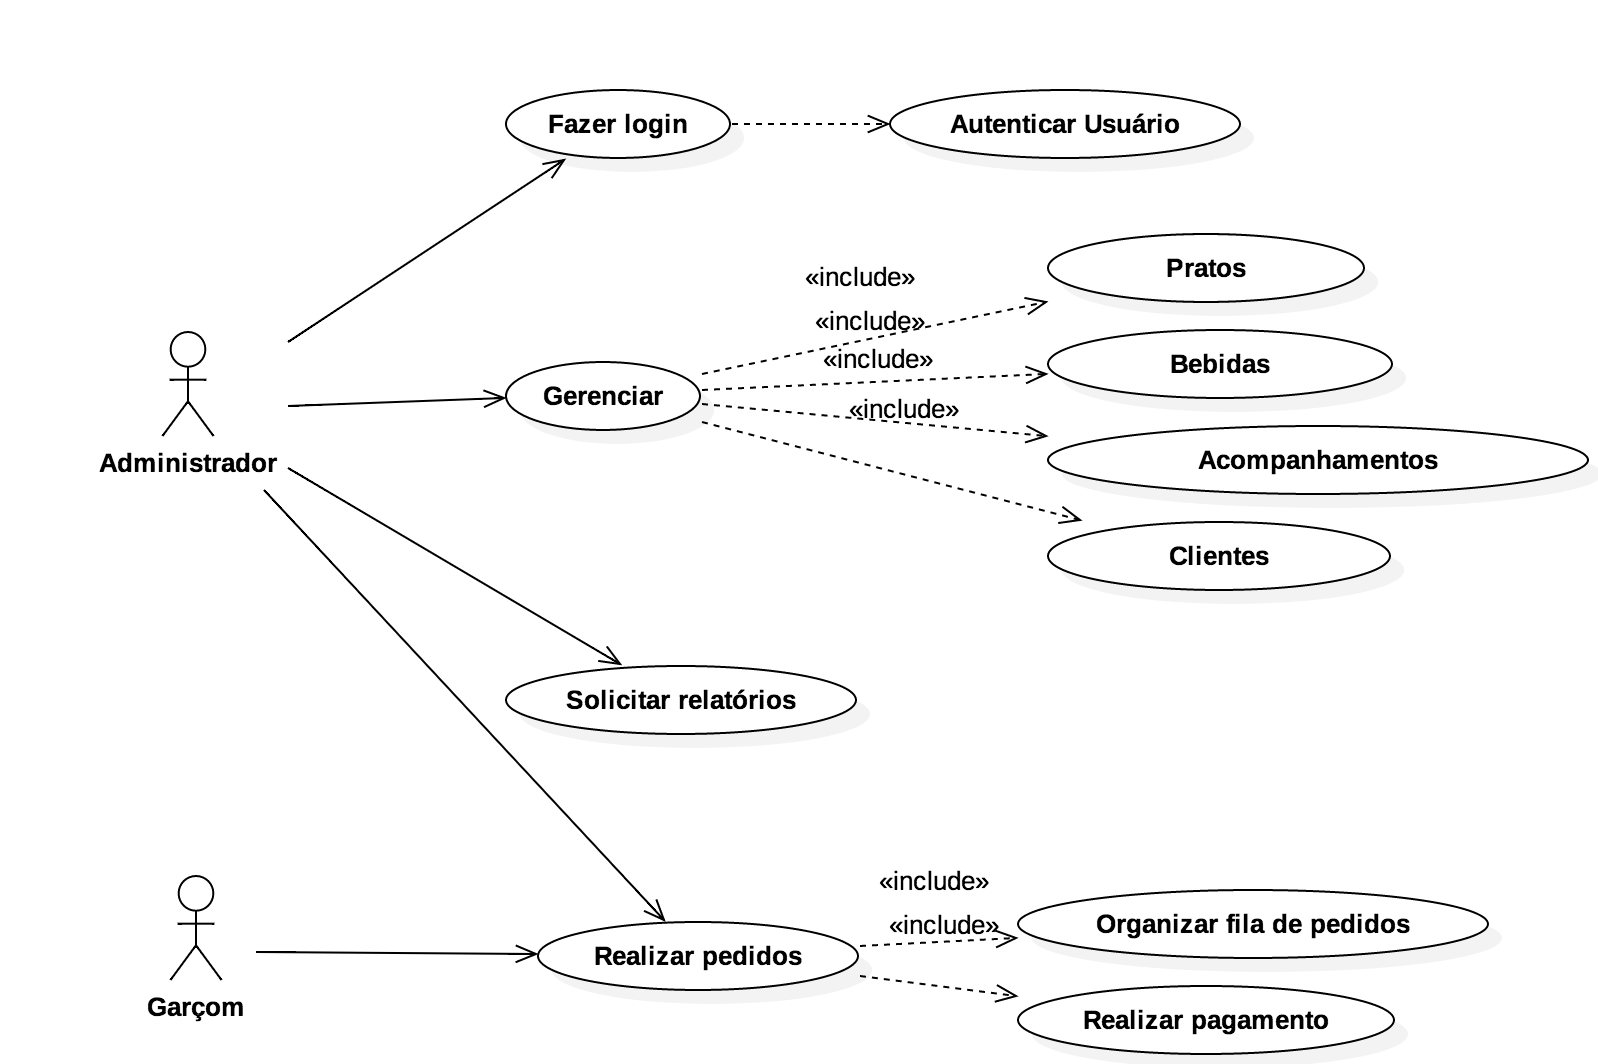 Fazer login
Autenticar Usuário
Pratos
«include»
«include»
«include»
Bebidas
Gerenciar
«include»
Acompanhamentos
Administrador
Clientes
Solicitar relatórios
«include»
«include»
Organizar fila de pedidos
Realizar pedidos
Garçom
Realizar pagamento